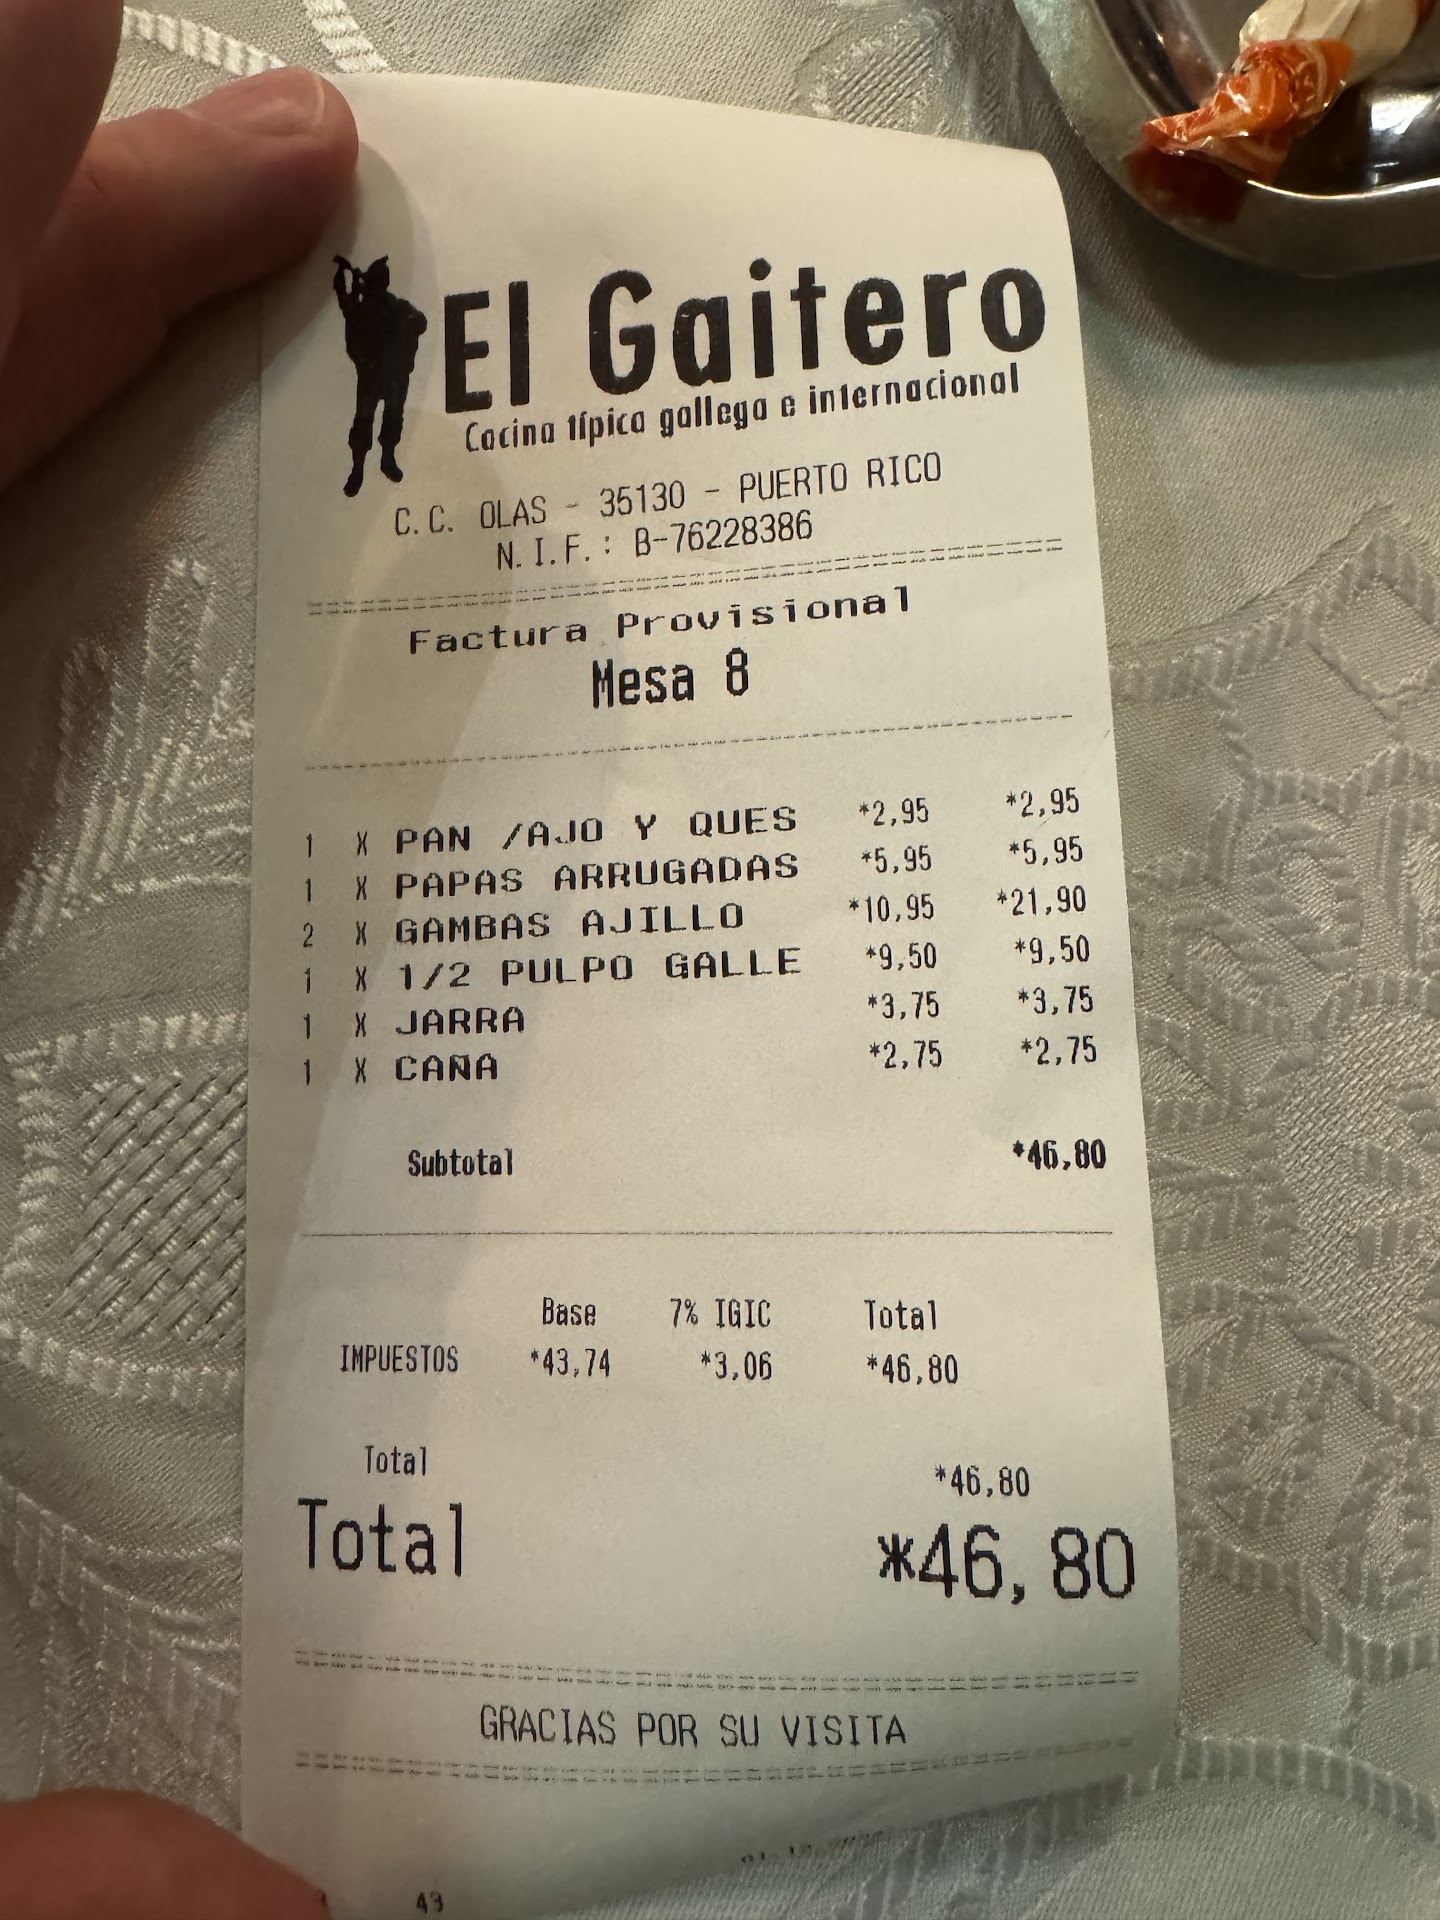 El Gaitero
Cocina típica gallega e internacional
C.C. OLAS - 35130 - PUERTO RICO
N.I.F.: B-76228386
Factura Provisional
Mesa 8
1 X PAN /AJO Y QUES *2,95 *2,95
1 X PAPAS ARRUGADAS *5,95 *5,95
2 X GAMBAS AJILLO *10,95 *21,90
1 X 1/2 PULPO GALLE *9,50 *9,50
1 X JARRA *3,75 *3,75
1 X CAÑA *2,75 *2,75
Subtotal *46,80
Base 7% IGIC Total
IMPUESTOS *43,74 *3,06 *46,80
Total *46,80
Total *46,80
GRACIAS POR SU VISITA
49